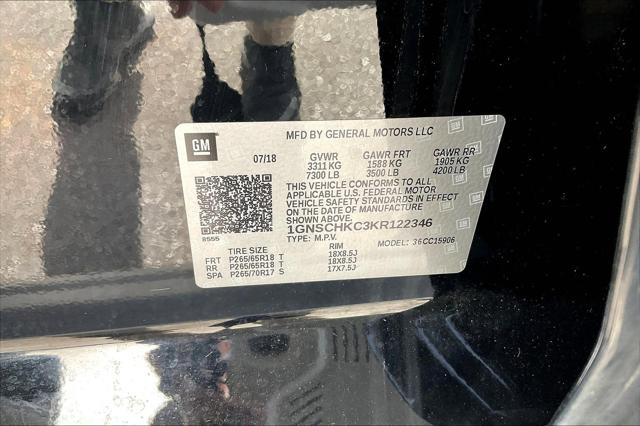 GM
MFD BY GENERAL MOTORS LLC
07/18 GVWR GAWR FRT GAWR RR
3311 KG 1588 KG 1905 KG
7300 LB 3500 LB 4200 LB
THIS VEHICLE CONFORMS TO ALL
APPLICABLE U.S. FEDERAL MOTOR
VEHICLE SAFETY STANDARDS IN EFFECT
ON THE DATE OF MANUFACTURE
SHOWN ABOVE.
1GNSCHKC3KR122346
8555 TYPE: M.P.V. MODEL: 36CC15906
TIRE SIZE RIM
FRT P265/65R18 T 18X8.5J
RR P265/65R18 T 18X8.5J
SPA P265/70R17 S 17X7.5J